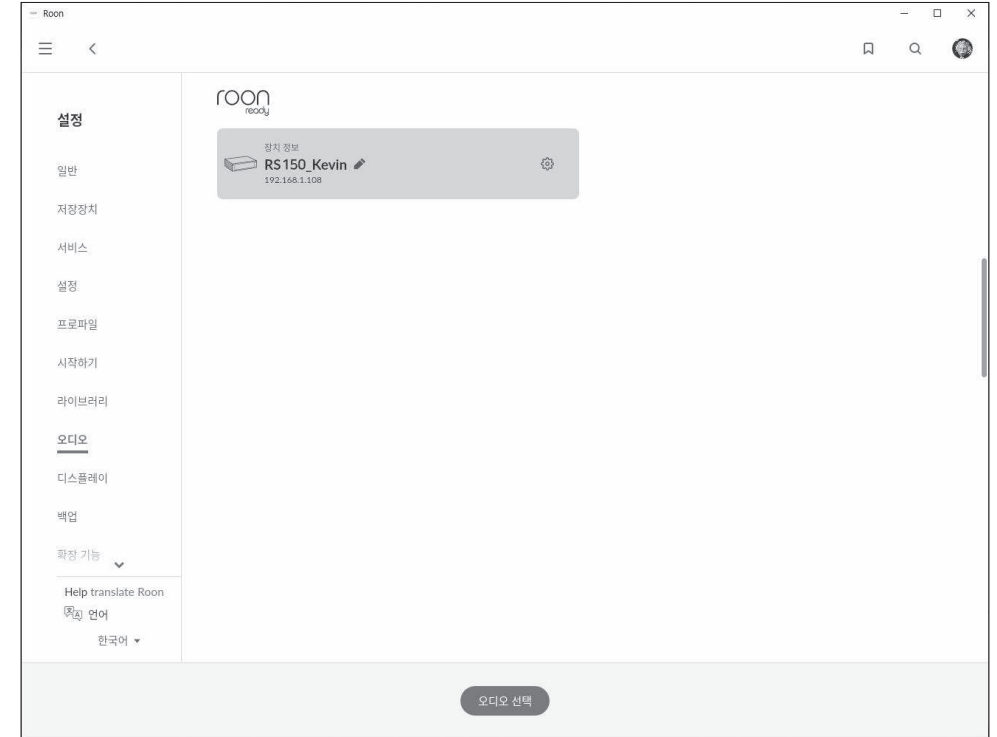 Roon
설정
일반
저장장치
서비스
설정
프로파일
시작하기
라이브러리
오디오
디스플레이
백업
확장 기능
Help translate Roon
언어
한국어
roon
ready
장치 정보
RS150_Kevin
192.168.1.108
오디오 선택